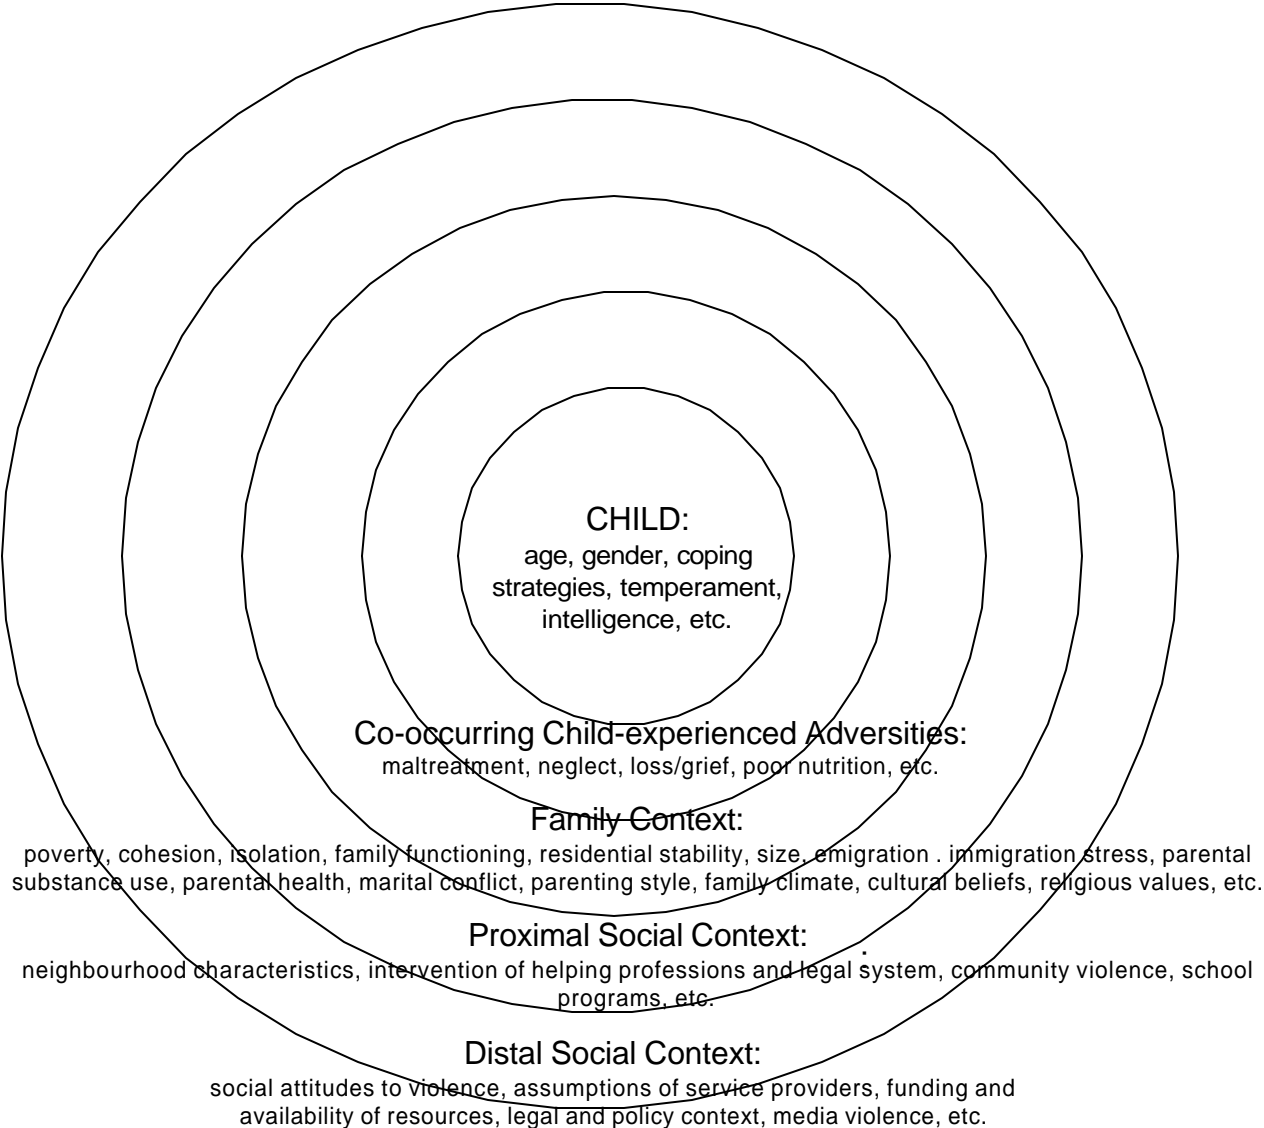 CHILD:
age, gender, coping
strategies, temperament,
intelligence, etc.
Co-occurring Child-experienced Adversities:
maltreatment, neglect, loss/grief, poor nutrition, etc.
Family Context:
poverty, cohesion, isolation, family functioning, residential stability, size, emigration . immigration stress, parental
substance use, parental health, marital conflict, parenting style, family climate, cultural beliefs, religious values, etc.
Proximal Social Context:
neighbourhood characteristics, intervention of helping professions and legal system, community violence, school
programs, etc.
Distal Social Context:
social attitudes to violence, assumptions of service providers, funding and
availability of resources, legal and policy context, media violence, etc.